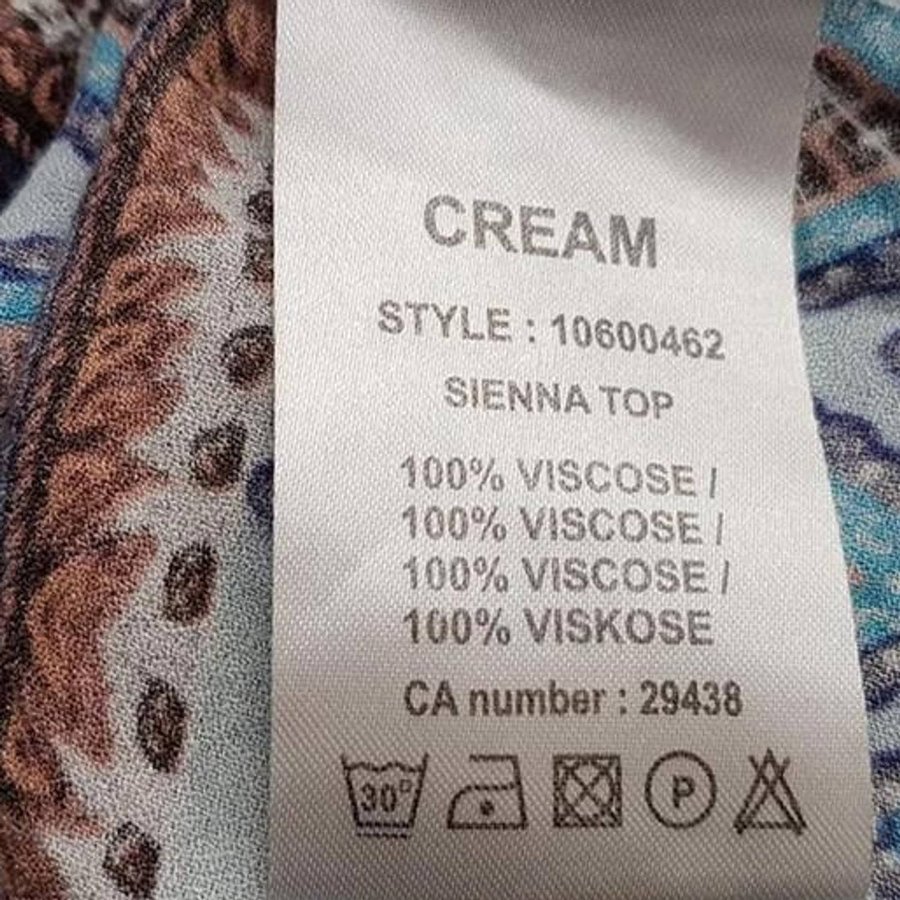 CREAM
STYLE : 10600462
SIENNA TOP
100% VISCOSE /
100% VISCOSE /
100% VISCOSE /
100% VISKOSE
CA number : 29438
30° P